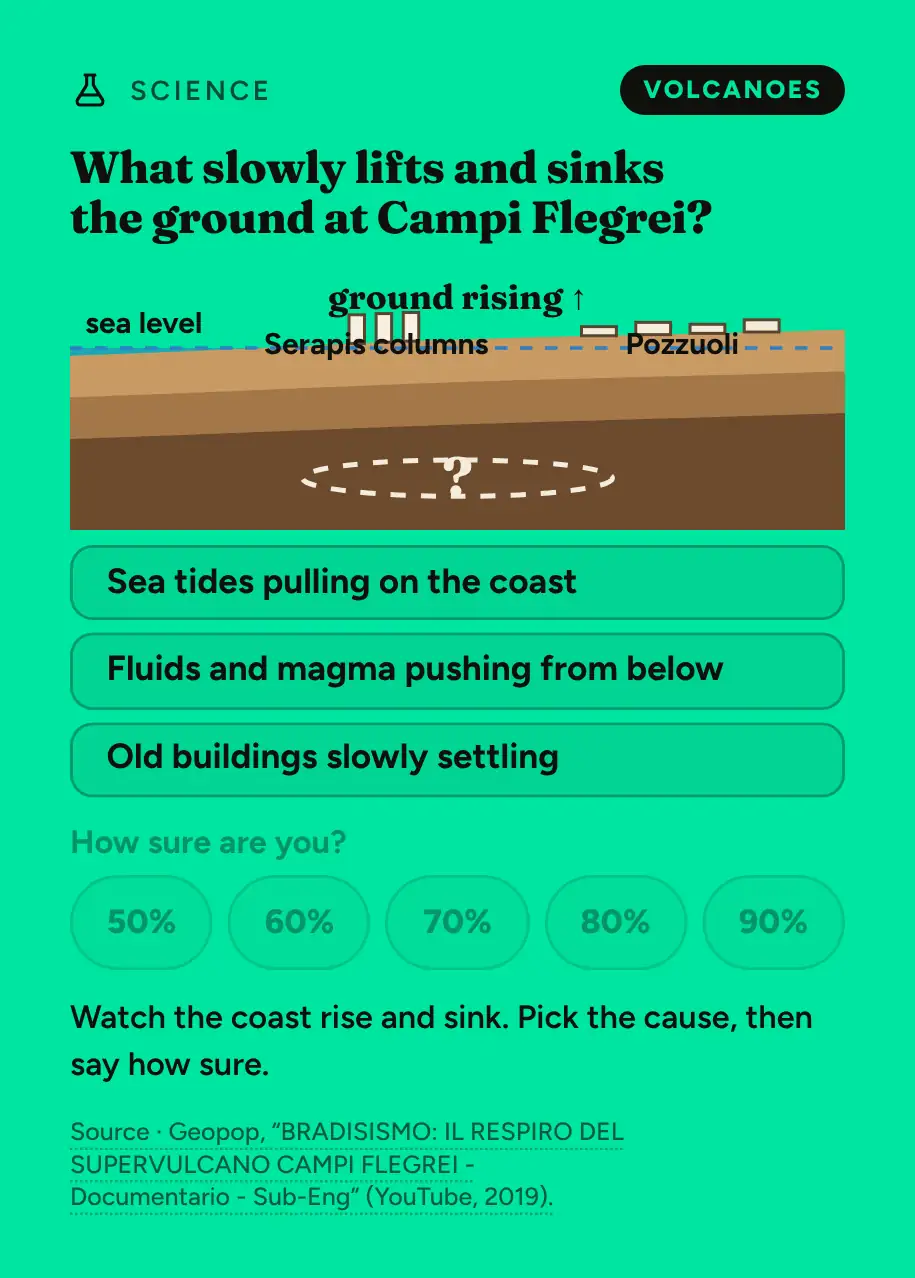 SCIENCE
VOLCANOES
What slowly lifts and sinks
the ground at Campi Flegrei?
ground rising ↑
sea level
Serapis columns
Pozzuoli
?
Sea tides pulling on the coast
Fluids and magma pushing from below
Old buildings slowly settling
How sure are you?
50% 60% 70% 80% 90%
Watch the coast rise and sink. Pick the cause, then
say how sure.
Source · Geopop, “BRADISISMO: IL RESPIRO DEL
SUPERVULCANO CAMPI FLEGREI -
Documentario - Sub-Eng” (YouTube, 2019).